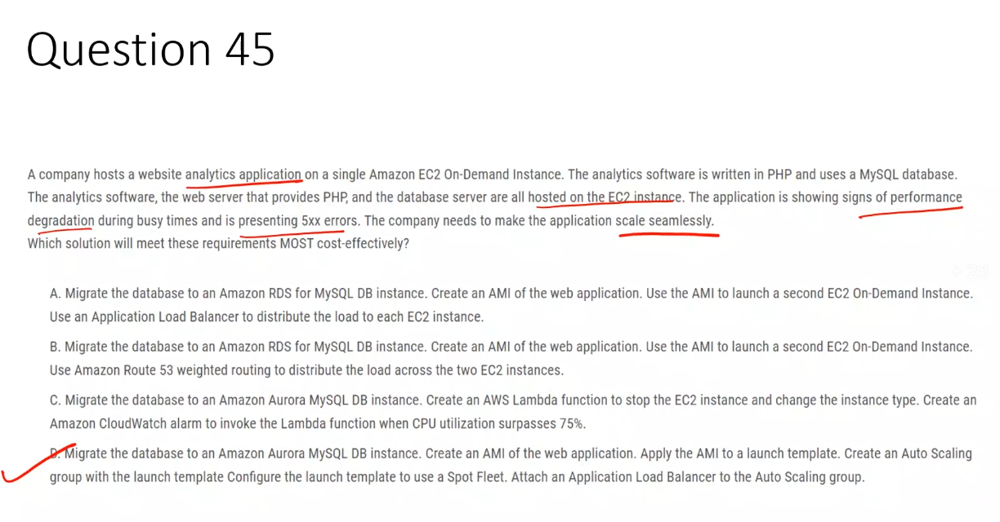 Question 45
A company hosts a website analytics application on a single Amazon EC2 On-Demand Instance. The analytics software is written in PHP and uses a MySQL database.
The analytics software, the web server that provides PHP, and the database server are all hosted on the EC2 instance. The application is showing signs of performance
degradation during busy times and is presenting 5xx errors. The company needs to make the application scale seamlessly.
Which solution will meet these requirements MOST cost-effectively?
+ 25
A. Migrate the database to an Amazon RDS for MySQL DB instance. Create an AMI of the web application. Use the AMI to launch a second EC2 On-Demand Instance.
Use an Application Load Balancer to distribute the load to each EC2 instance.
B. Migrate the database to an Amazon RDS for MySQL DB instance. Create an AMI of the web application. Use the AMI to launch a second EC2 On-Demand Instance.
Use Amazon Route 53 weighted routing to distribute the load across the two EC2 instances.
C. Migrate the database to an Amazon Aurora MySQL DB instance. Create an AWS Lambda function to stop the EC2 instance and change the instance type. Create an
Amazon CloudWatch alarm to invoke the Lambda function when CPU utilization surpasses 75%.
D. Migrate the database to an Amazon Aurora MySQL DB instance. Create an AMI of the web application. Apply the AMI to a launch template. Create an Auto Scaling
group with the launch template Configure the launch template to use a Spot Fleet. Attach an Application Load Balancer to the Auto Scaling group.